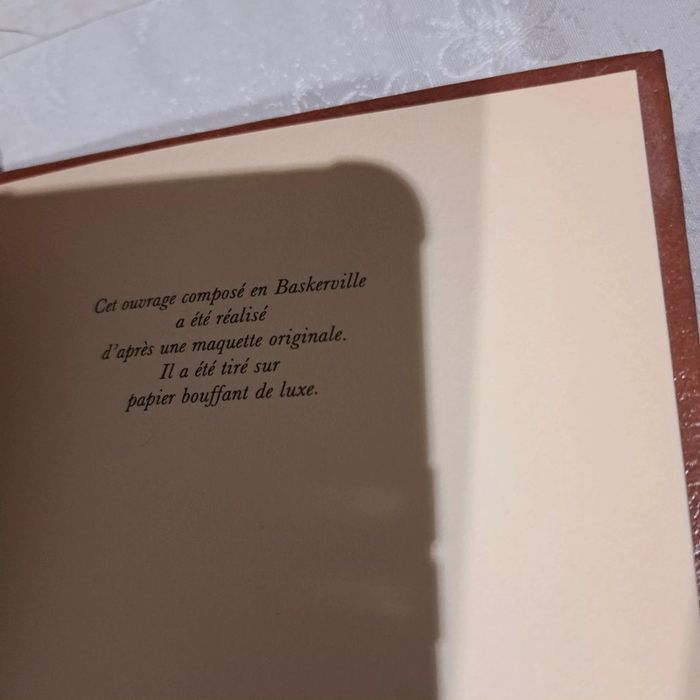 Cet ouvrage composé en Baskerville
a été réalisé
d'après une maquette originale.
Il a été tiré sur
papier bouffant de luxe.